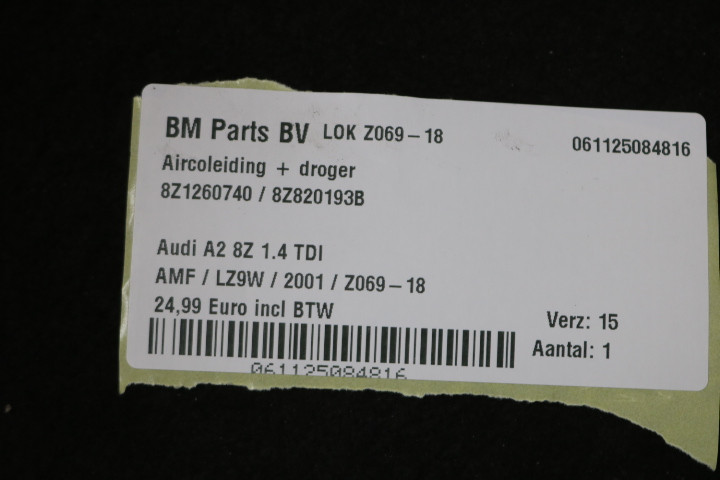 BM Parts BV LOK Z069-18 061125084816
Aircoleiding + droger
8Z1260740 / 8Z820193B
Audi A2 8Z 1.4 TDI
AMF / LZ9W / 2001 / Z069-18
24,99 Euro incl BTW
Verz: 15
Aantal: 1
061125084816